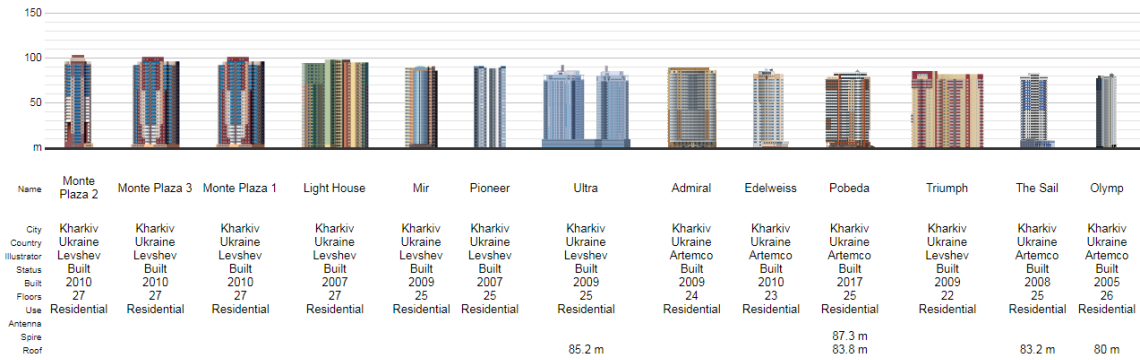 150
100
50
m
Name Monte Plaza 2 Monte Plaza 3 Monte Plaza 1 Light House Mir Pioneer Ultra Admiral Edelweiss Pobeda Triumph The Sail Olymp
City Kharkiv Kharkiv Kharkiv Kharkiv Kharkiv Kharkiv Kharkiv Kharkiv Kharkiv Kharkiv Kharkiv Kharkiv Kharkiv
Country Ukraine Ukraine Ukraine Ukraine Ukraine Ukraine Ukraine Ukraine Ukraine Ukraine Ukraine Ukraine Ukraine
Illustrator Levshev Levshev Levshev Levshev Levshev Levshev Levshev Artemco Artemco Artemco Levshev Artemco Artemco
Status Built Built Built Built Built Built Built Built Built Built Built Built Built
Built 2010 2010 2010 2007 2009 2007 2009 2009 2010 2017 2009 2008 2005
Floors 27 27 27 27 25 25 25 24 23 25 22 25 26
Use Residential Residential Residential Residential Residential Residential Residential Residential Residential Residential Residential Residential Residential
Antenna
Spire 87.3 m
Roof 85.2 m 83.8 m 83.2 m 80 m